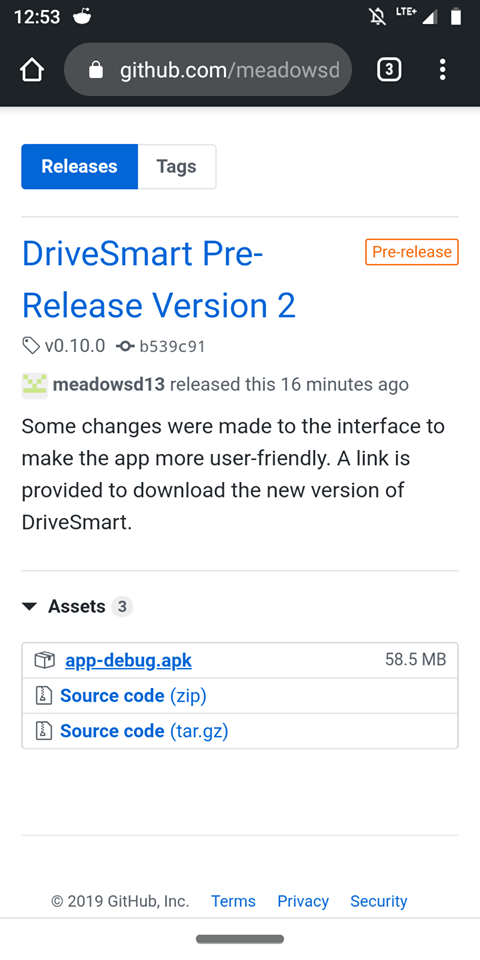 12:53
LTE+
github.com/meadowsd
3
Releases
Tags
DriveSmart Pre-
Release Version 2
Pre-release
v0.10.0 b539c91
meadowsd13 released this 16 minutes ago
Some changes were made to the interface to
make the app more user-friendly. A link is
provided to download the new version of
DriveSmart.
Assets 3
app-debug.apk 58.5 MB
Source code (zip)
Source code (tar.gz)
© 2019 GitHub, Inc. Terms Privacy Security